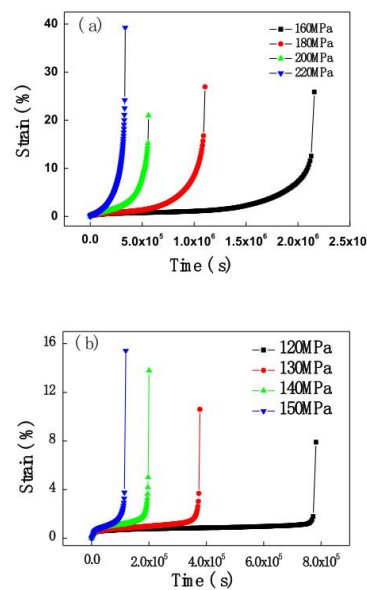 (a)
160MPa
180MPa
200MPa
220MPa
40
30
20
10
0
Strain (%)
0.0 5.0x10⁵ 1.0x10⁶ 1.5x10⁶ 2.0x10⁶ 2.5x10
Time ( s)
(b)
120MPa
130MPa
140MPa
150MPa
16
12
8
4
0
Strain (%)
0.0 2.0x10⁵ 4.0x10⁵ 6.0x10⁵ 8.0x10⁵
Time ( s)